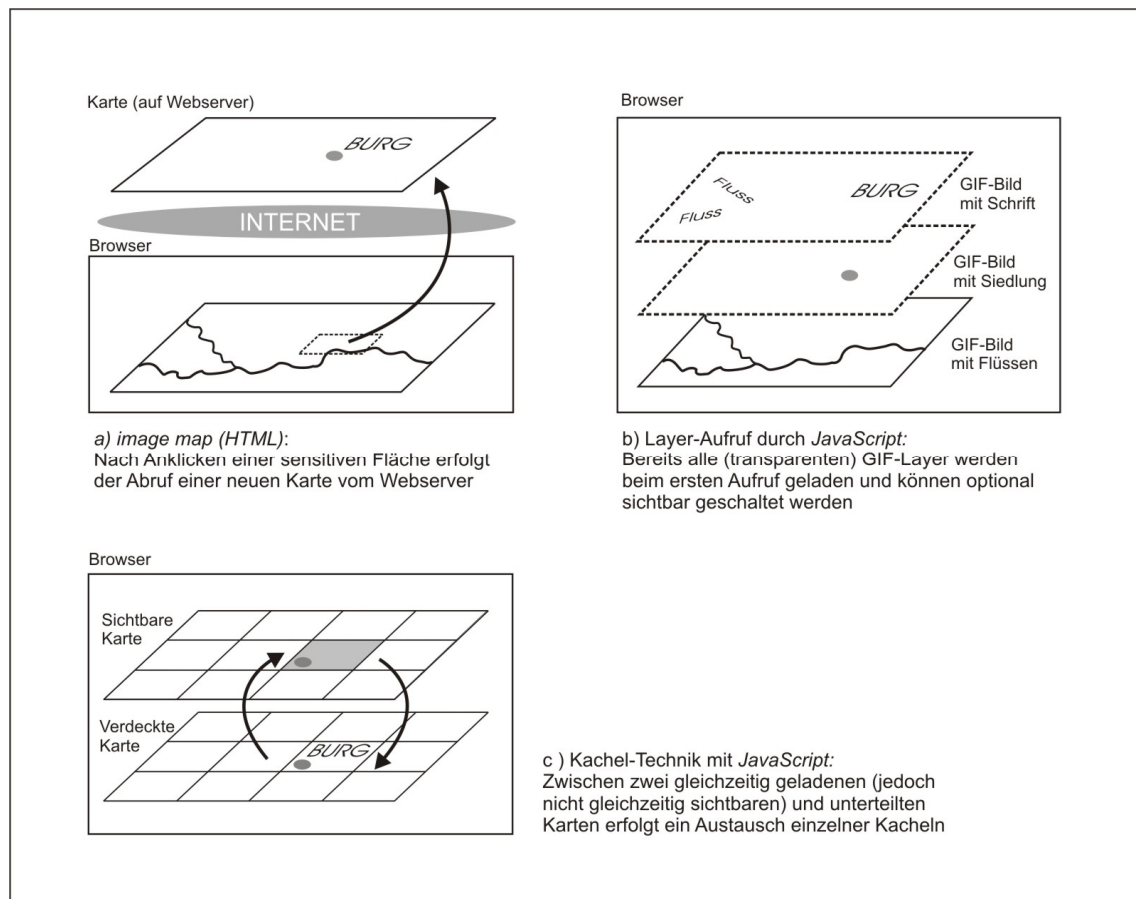 Karte (auf Webserver)
BURG
INTERNET
Browser
a) image map (HTML):
Nach Anklicken einer sensitiven Fläche erfolgt
der Abruf einer neuen Karte vom Webserver
Browser
Fluss
Fluss
BURG
GIF-Bild
mit Schrift
GIF-Bild
mit Siedlung
GIF-Bild
mit Flüssen
b) Layer-Aufruf durch JavaScript:
Bereits alle (transparenten) GIF-Layer werden
beim ersten Aufruf geladen und können optional
sichtbar geschaltet werden
Browser
Sichtbare
Karte
Verdeckte
Karte
BURG
c ) Kachel-Technik mit JavaScript:
Zwischen zwei gleichzeitig geladenen (jedoch
nicht gleichzeitig sichtbaren) und unterteilten
Karten erfolgt ein Austausch einzelner Kacheln